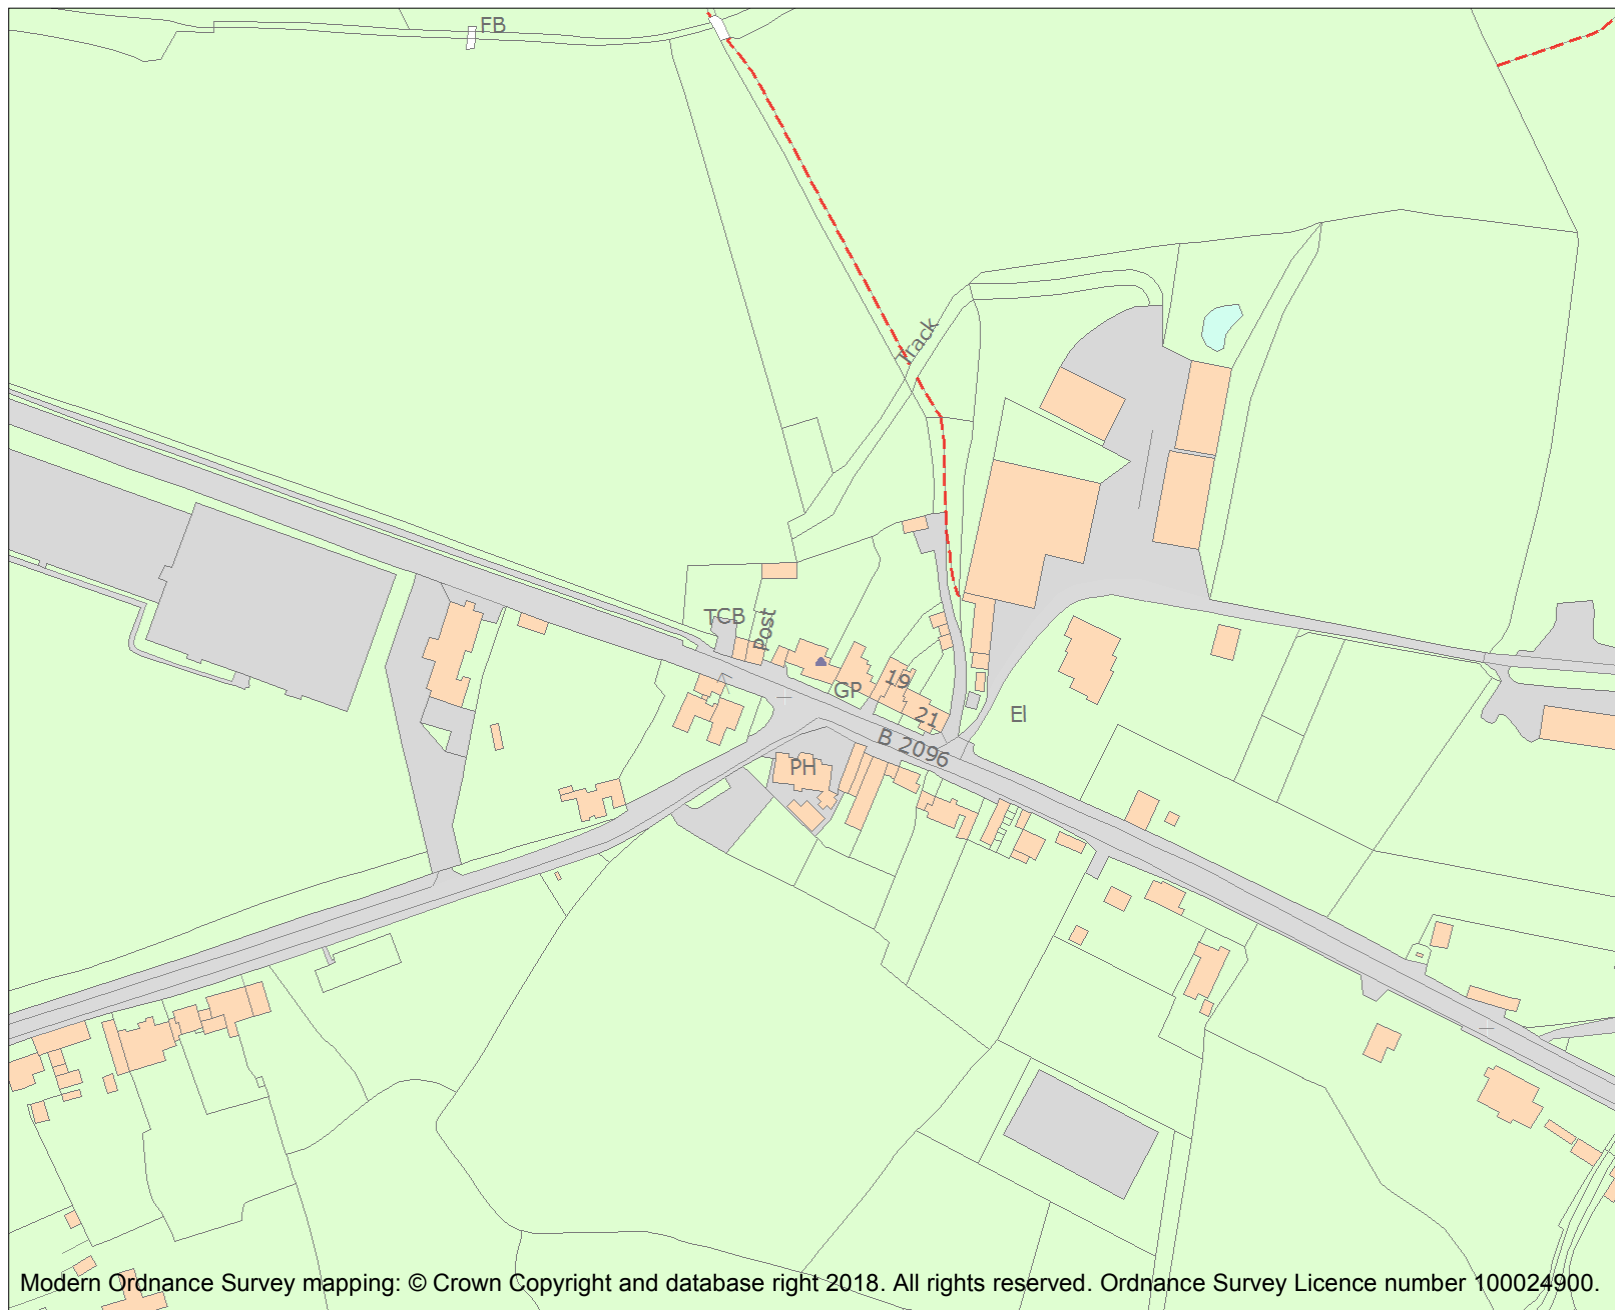 FB
Track
TCB
Post
19
GP
21
El
B 2096
PH
Modern Ordnance Survey mapping: © Crown Copyright and database right 2018. All rights reserved. Ordnance Survey Licence number 100024900.